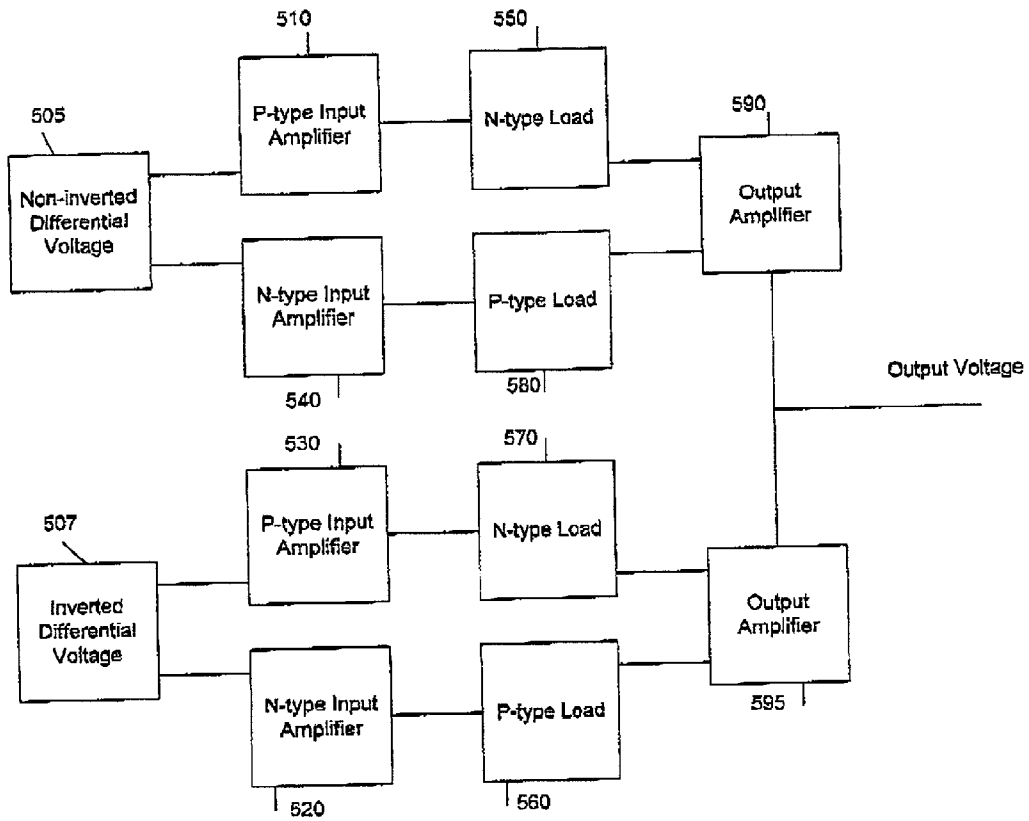 510
550
505
P-type Input
Amplifier
N-type Load
590
Non-inverted
Differential
Voltage
Output
Amplifier
N-type Input
Amplifier
P-type Load
540
580
Output Voltage
530
570
507
P-type Input
Amplifier
N-type Load
Inverted
Differential
Voltage
Output
Amplifier
N-type Input
Amplifier
P-type Load
595
520
560